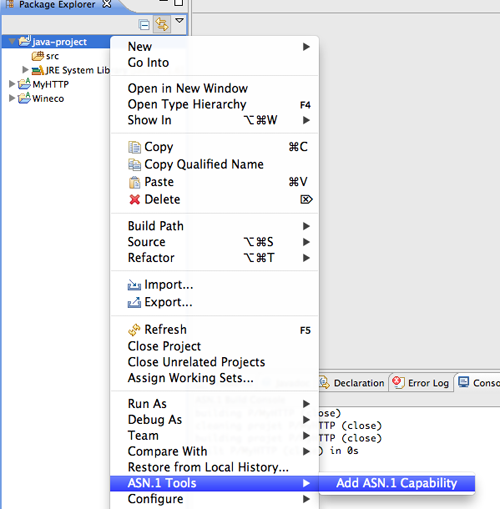 Package Explorer
java-project
src
JRE System Lib
MyHTTP
Wineco
New
Go Into
Open in New Window
Open Type Hierarchy F4
Show In ⌥⌘W
Copy ⌘C
Copy Qualified Name
Paste ⌘V
Delete ⌦
Build Path
Source ⌥⌘S
Refactor ⌥⌘T
Import...
Export...
Refresh F5
Close Project
Close Unrelated Projects
Assign Working Sets...
Run As
Debug As
Team
Compare With
Restore from Local History...
ASN.1 Tools
Configure
Add ASN.1 Capability
Declaration
Error Log
Conso
ose)
TTP (close)
TTP (close)
) in 0s